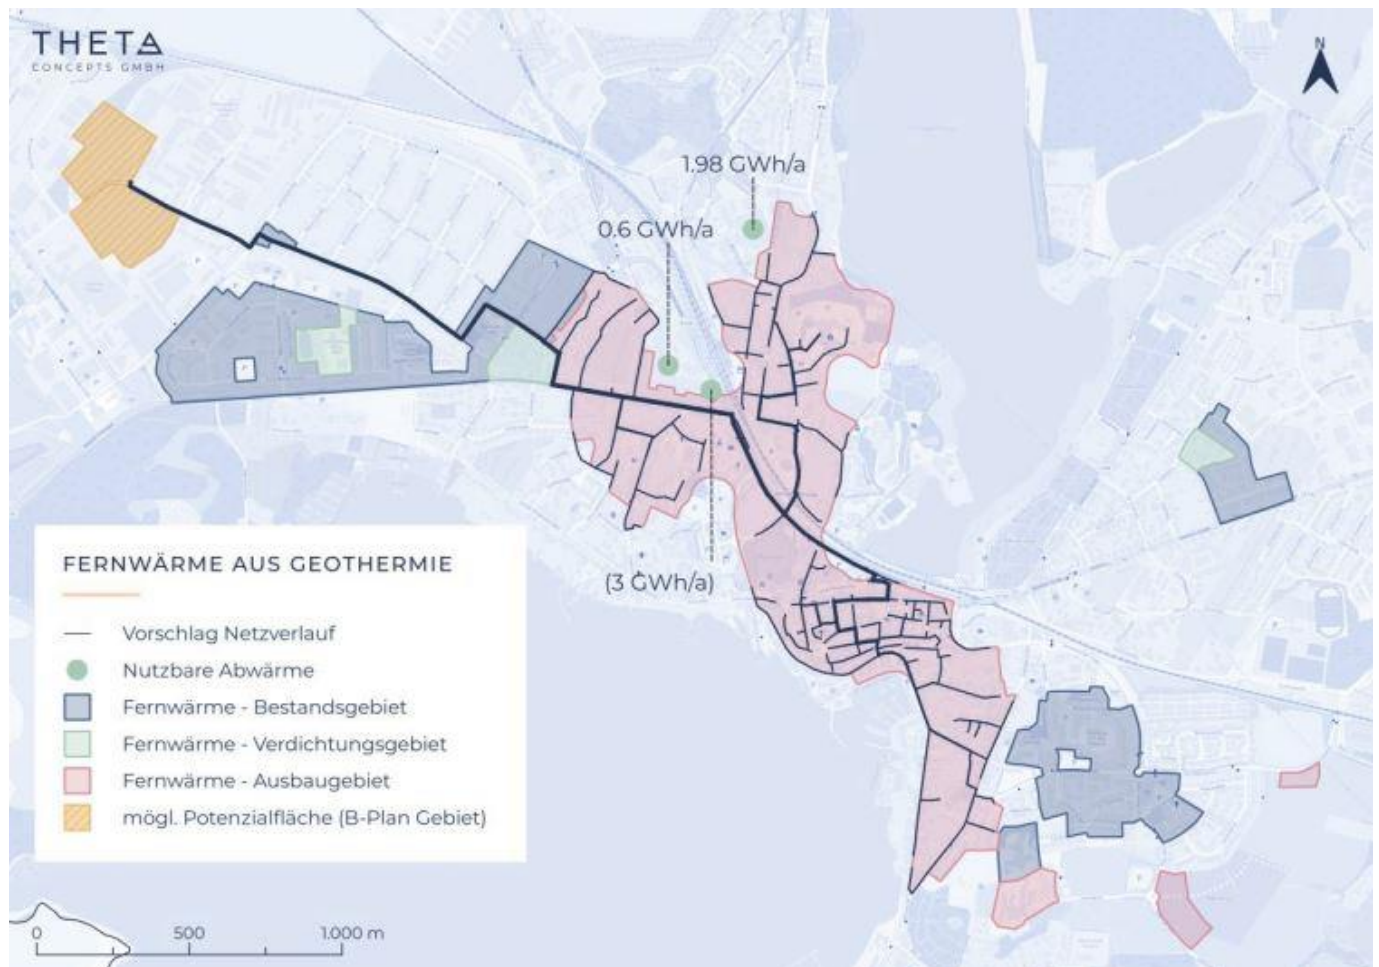 THETA
CONCEPTS GMBH
N
1.98 GWh/a
0.6 GWh/a
(3 GWh/a)
FERNWÄRME AUS GEOTHERMIE
Vorschlag Netzverlauf
Nutzbare Abwärme
Fernwärme - Bestandsgebiet
Fernwärme - Verdichtungsgebiet
Fernwärme - Ausbaugebiet
mögl. Potenzialfläche (B-Plan Gebiet)
0 500 1.000 m